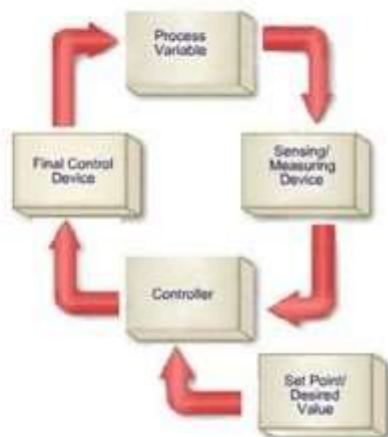 Process
Variable
Final Control
Device
Sensing/
Measuring
Device
Controller
Set Point/
Desired
Value